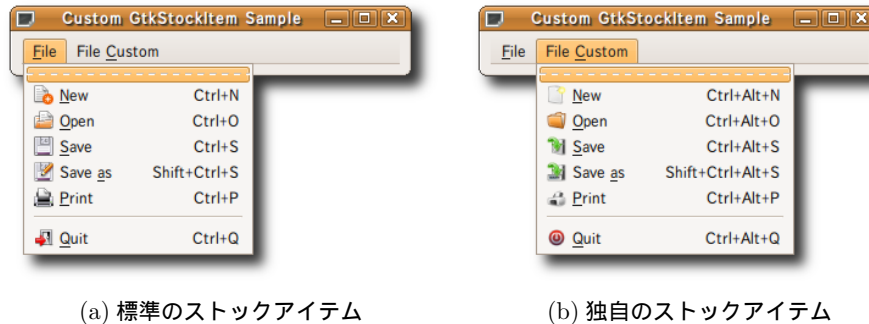 Custom GtkStockItem Sample
File File Custom
New Ctrl+N
Open Ctrl+O
Save Ctrl+S
Save as Shift+Ctrl+S
Print Ctrl+P
Quit Ctrl+Q
(a) 標準のストックアイテム
Custom GtkStockItem Sample
File File Custom
New Ctrl+Alt+N
Open Ctrl+Alt+O
Save Ctrl+Alt+S
Save as Shift+Ctrl+Alt+S
Print Ctrl+Alt+P
Quit Ctrl+Alt+Q
(b) 独自のストックアイテム